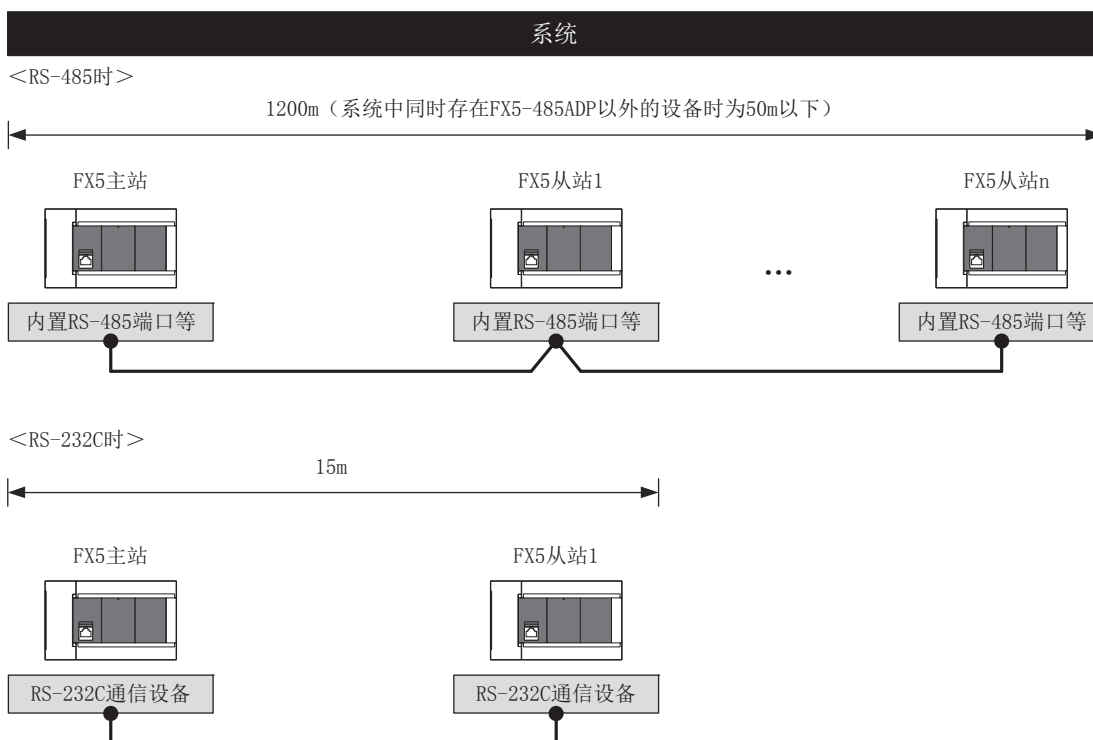 系统
<RS-485时>
1200m（系统中同时存在FX5-485ADP以外的设备时为50m以下）
FX5主站 FX5从站1 FX5从站n
...
内置RS-485端口等 内置RS-485端口等 内置RS-485端口等
<RS-232C时>
15m
FX5主站 FX5从站1
RS-232C通信设备 RS-232C通信设备